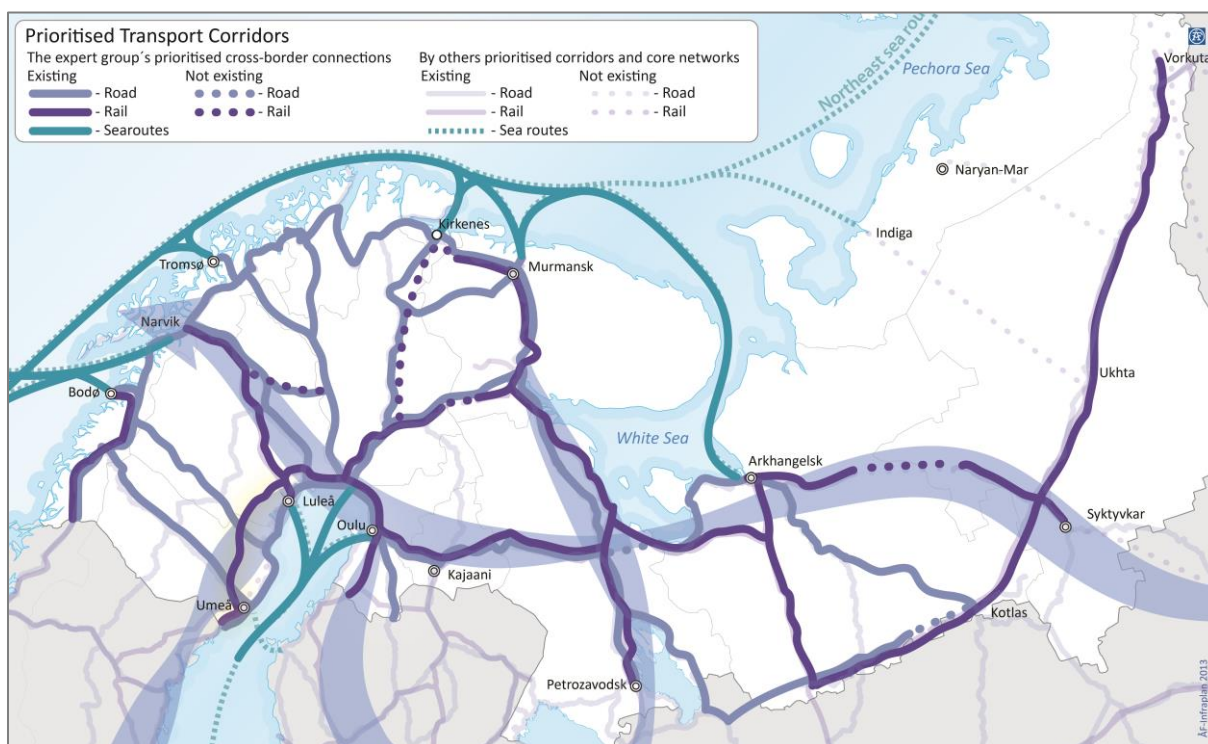 Prioritised Transport Corridors
The expert group´s prioritised cross-border connections
Existing
Not existing
- Road
- Road
- Rail
- Rail
- Searoutes
By others prioritised corridors and core networks
Existing
Not existing
- Road
- Road
- Rail
- Rail
- Sea routes
Northeast sea rou
Pechora Sea
Vorkuta
Naryan-Mar
Kirkenes
Indiga
Tromsø
Murmansk
Narvik
Ukhta
Bodø
White Sea
Arkhangelsk
Luleå
Oulu
Syktyvkar
Kajaani
Umeå
Kotlas
Petrozavodsk
ÅF-Infraplan 2013